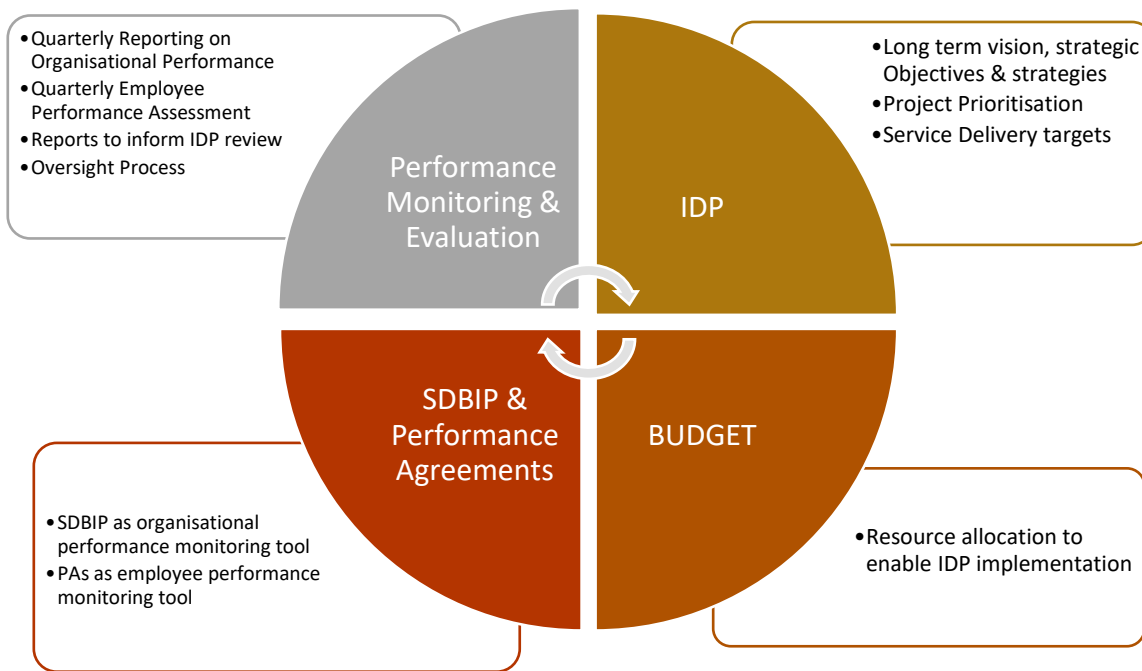 •Quarterly Reporting on
Organisational Performance
•Quarterly Employee
Performance Assessment
•Reports to inform IDP review
•Oversight Process
Performance
Monitoring &
Evaluation
IDP
•Long term vision, strategic
Objectives & strategies
•Project Prioritisation
•Service Delivery targets
SDBIP &
Performance
Agreements
BUDGET
•SDBIP as organisational
performance monitoring tool
•PAs as employee performance
monitoring tool
•Resource allocation to
enable IDP implementation